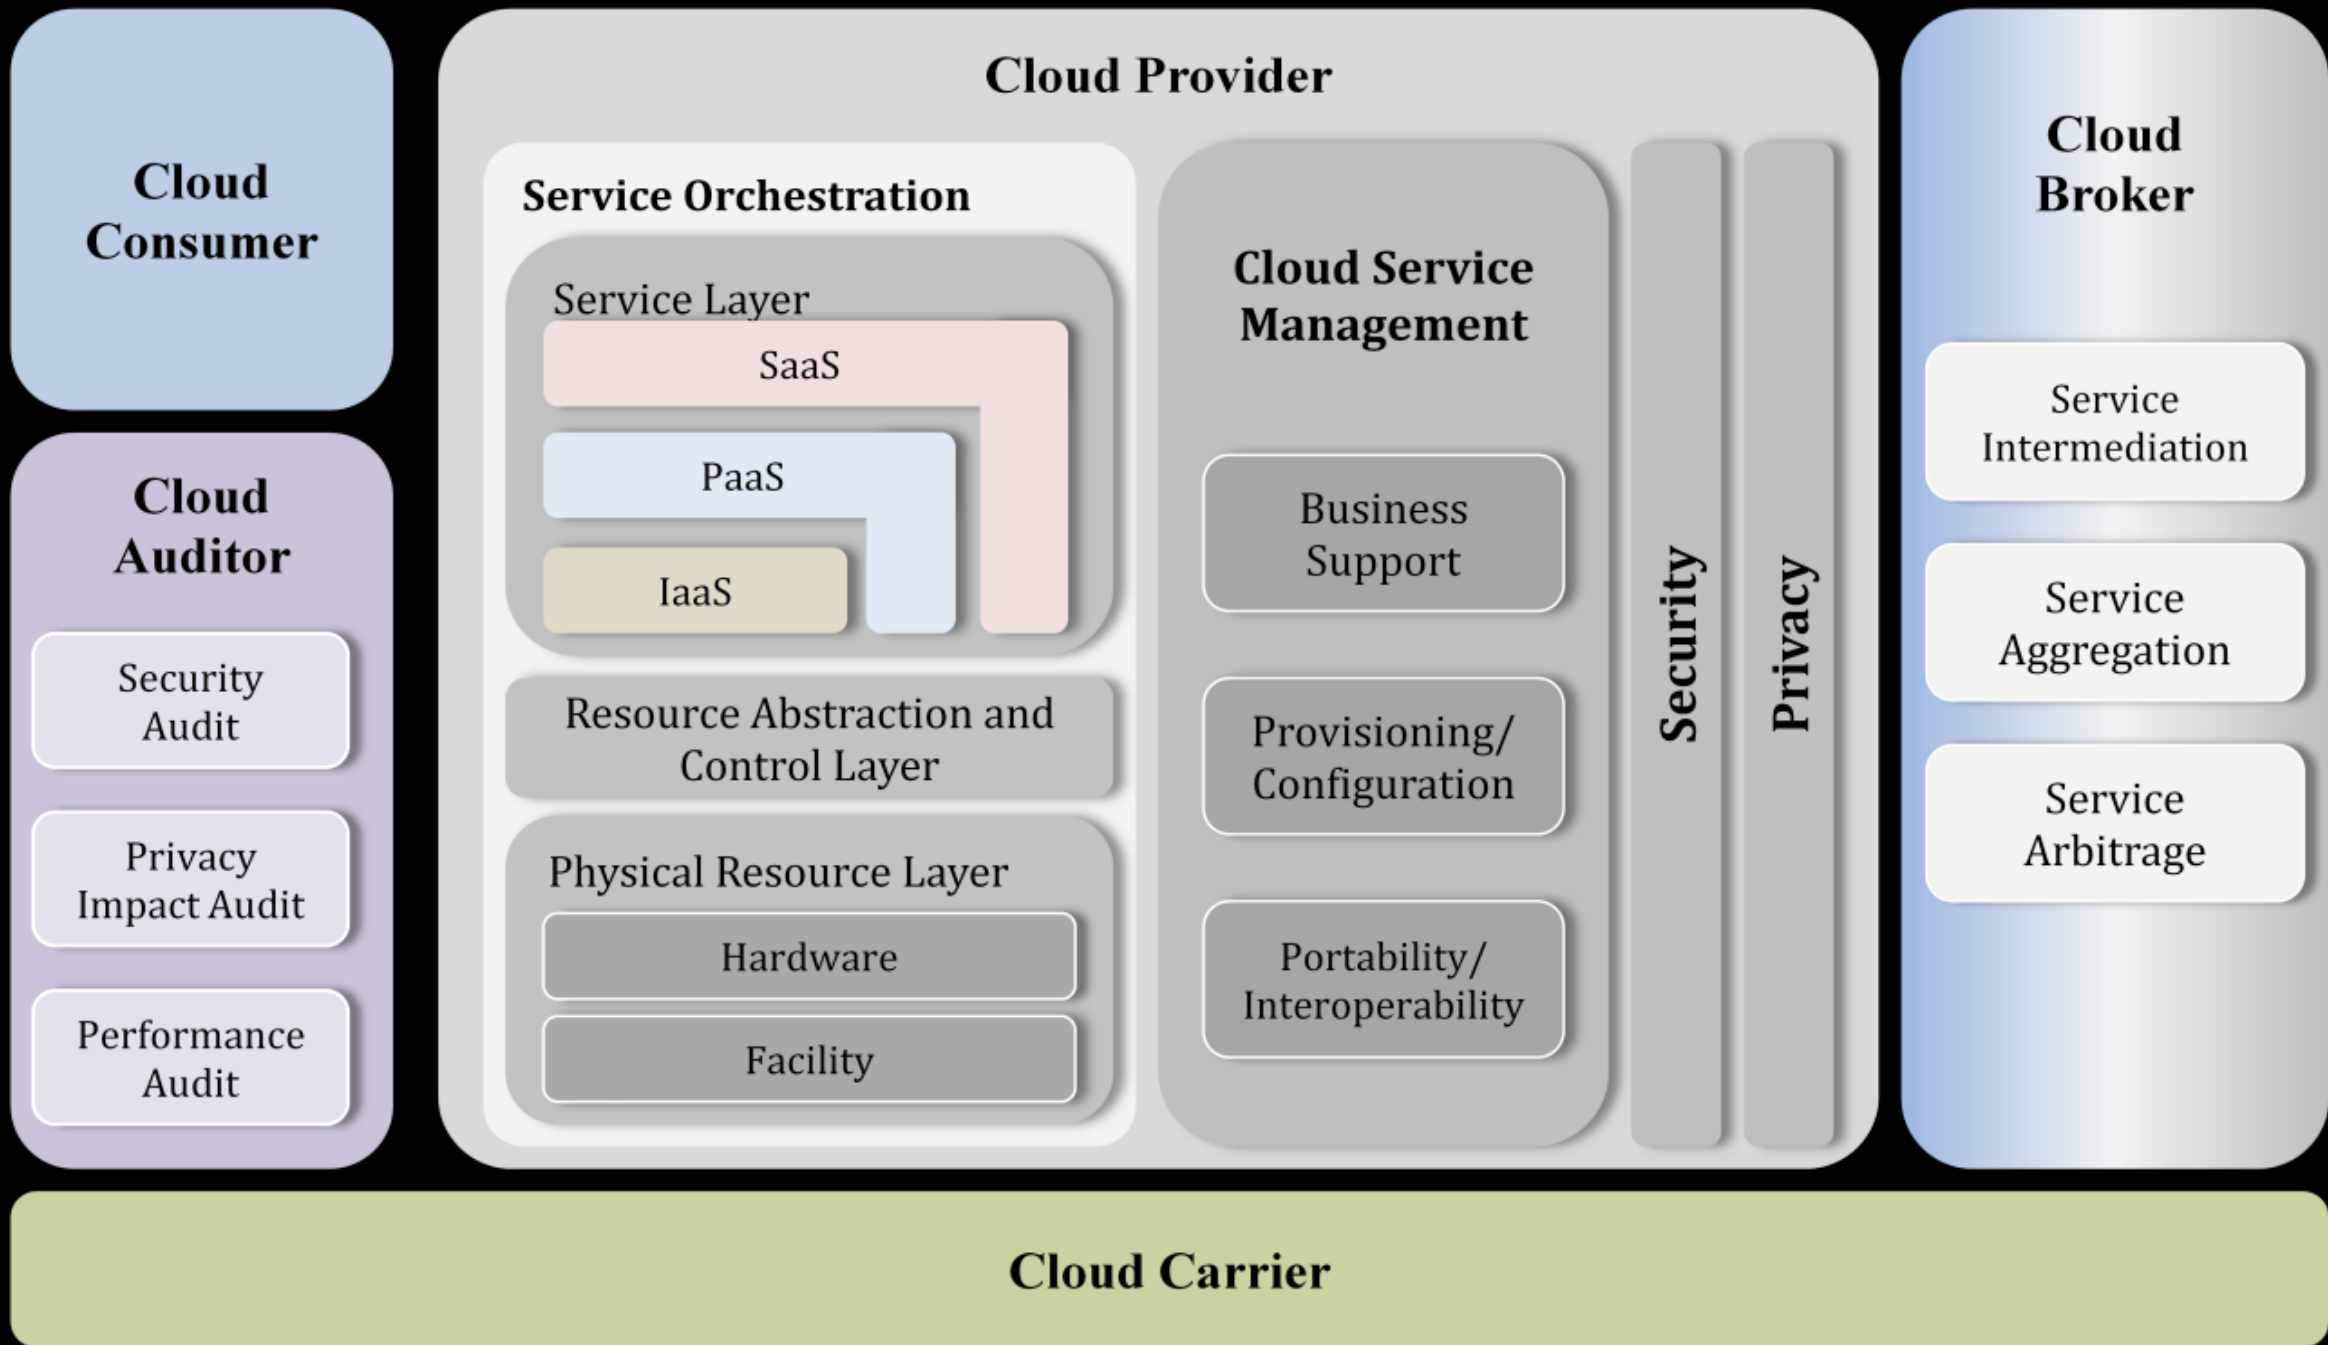 Cloud
Consumer
Cloud
Auditor
Security
Audit
Privacy
Impact Audit
Performance
Audit
Cloud Provider
Service Orchestration
Service Layer
SaaS
PaaS
IaaS
Resource Abstraction and
Control Layer
Physical Resource Layer
Hardware
Facility
Cloud Service
Management
Business
Support
Provisioning/
Configuration
Portability/
Interoperability
Security
Privacy
Cloud
Broker
Service
Intermediation
Service
Aggregation
Service
Arbitrage
Cloud Carrier